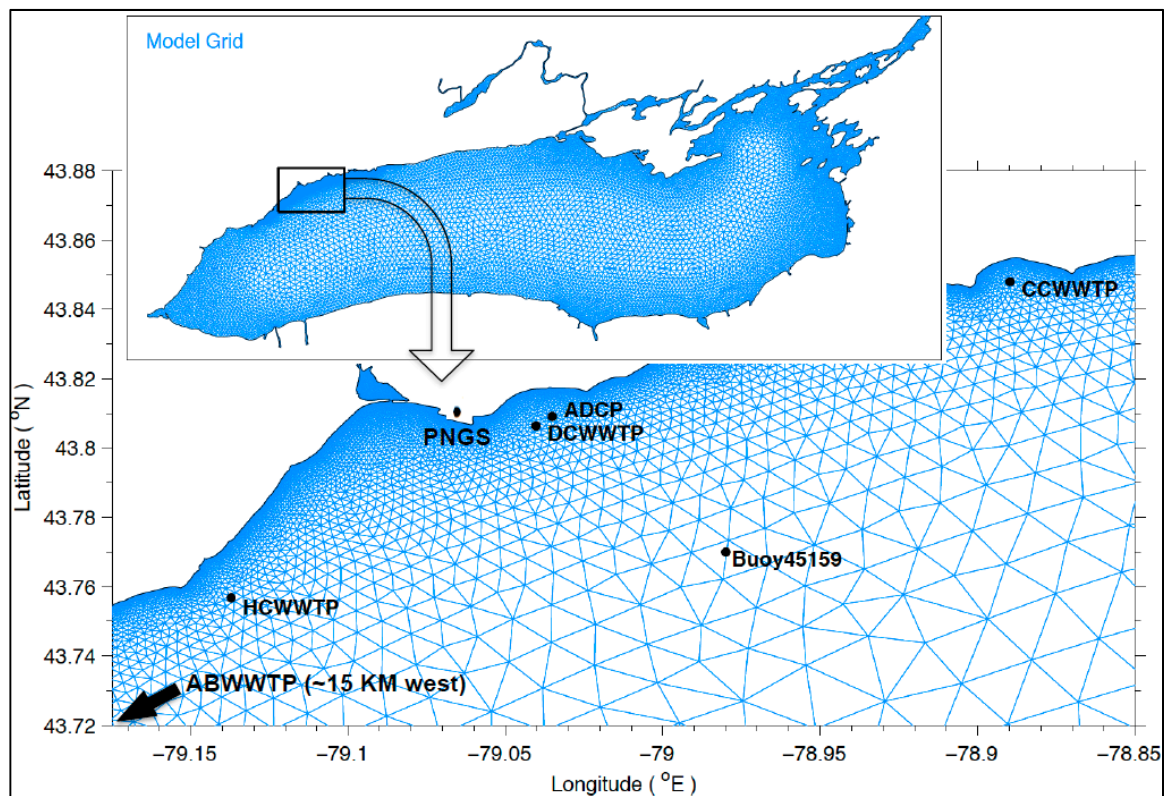 Model Grid
43.88
43.86
43.84
43.82
43.8
43.78
43.76
43.74
43.72
Latitude ( °N)
CCWWTP
ADCP
DCWWTP
PNGS
Buoy45159
HCWWTP
ABWWTP (~15 KM west)
−79.15
−79.1
−79.05
−79
−78.95
−78.9
−78.85
Longitude ( °E)